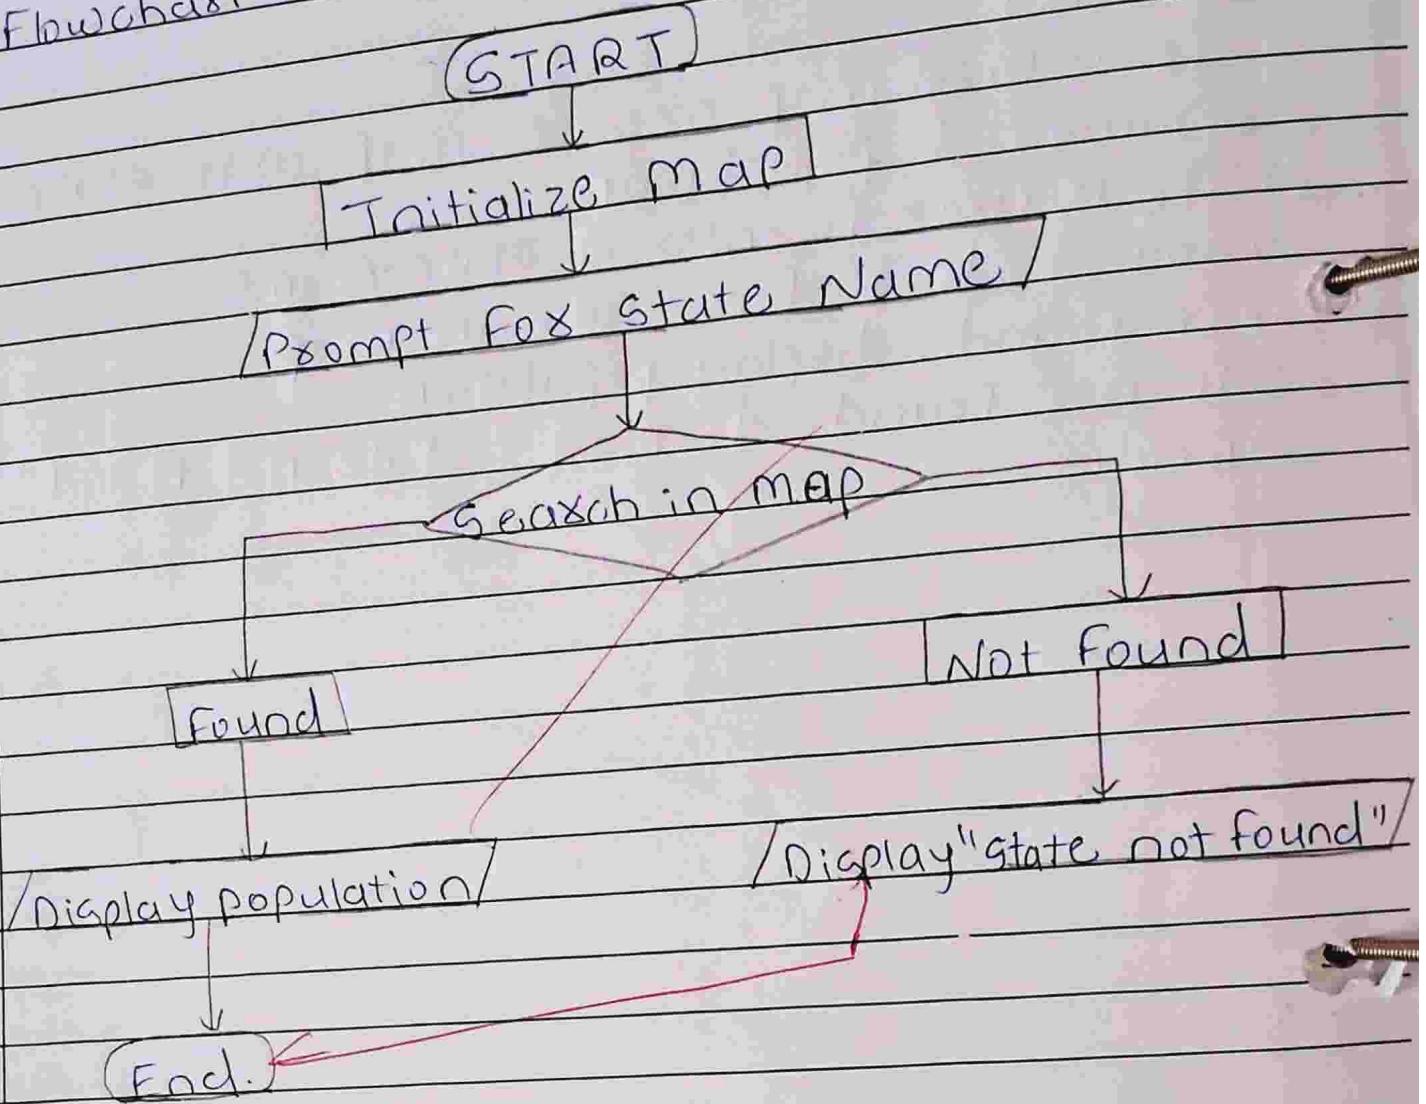 Flowchart
START
Initialize map
Prompt For State Name
Search in map
Not Found
Found
Display "State not found"
Display population
End.